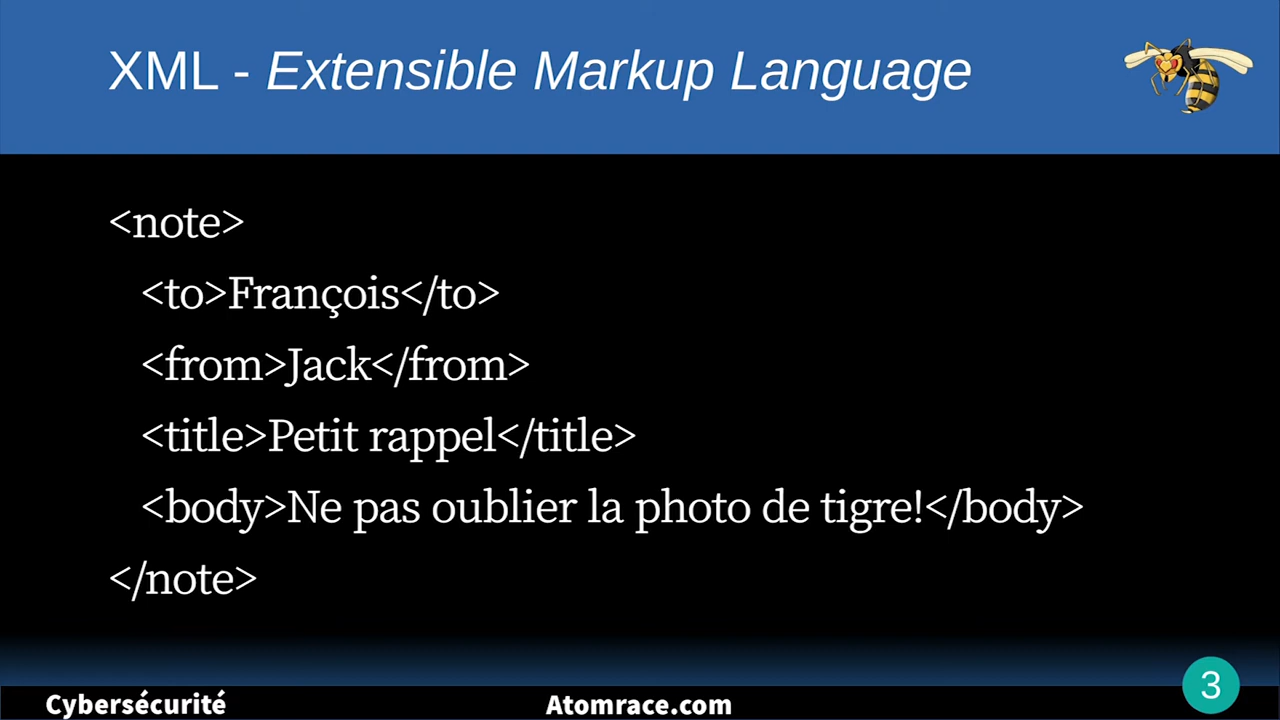 XML - Extensible Markup Language
<note>
<to>François</to>
<from>Jack</from>
<title>Petit rappel</title>
<body>Ne pas oublier la photo de tigre!</body>
</note>
Cybersécurité
Atomrace.com
3